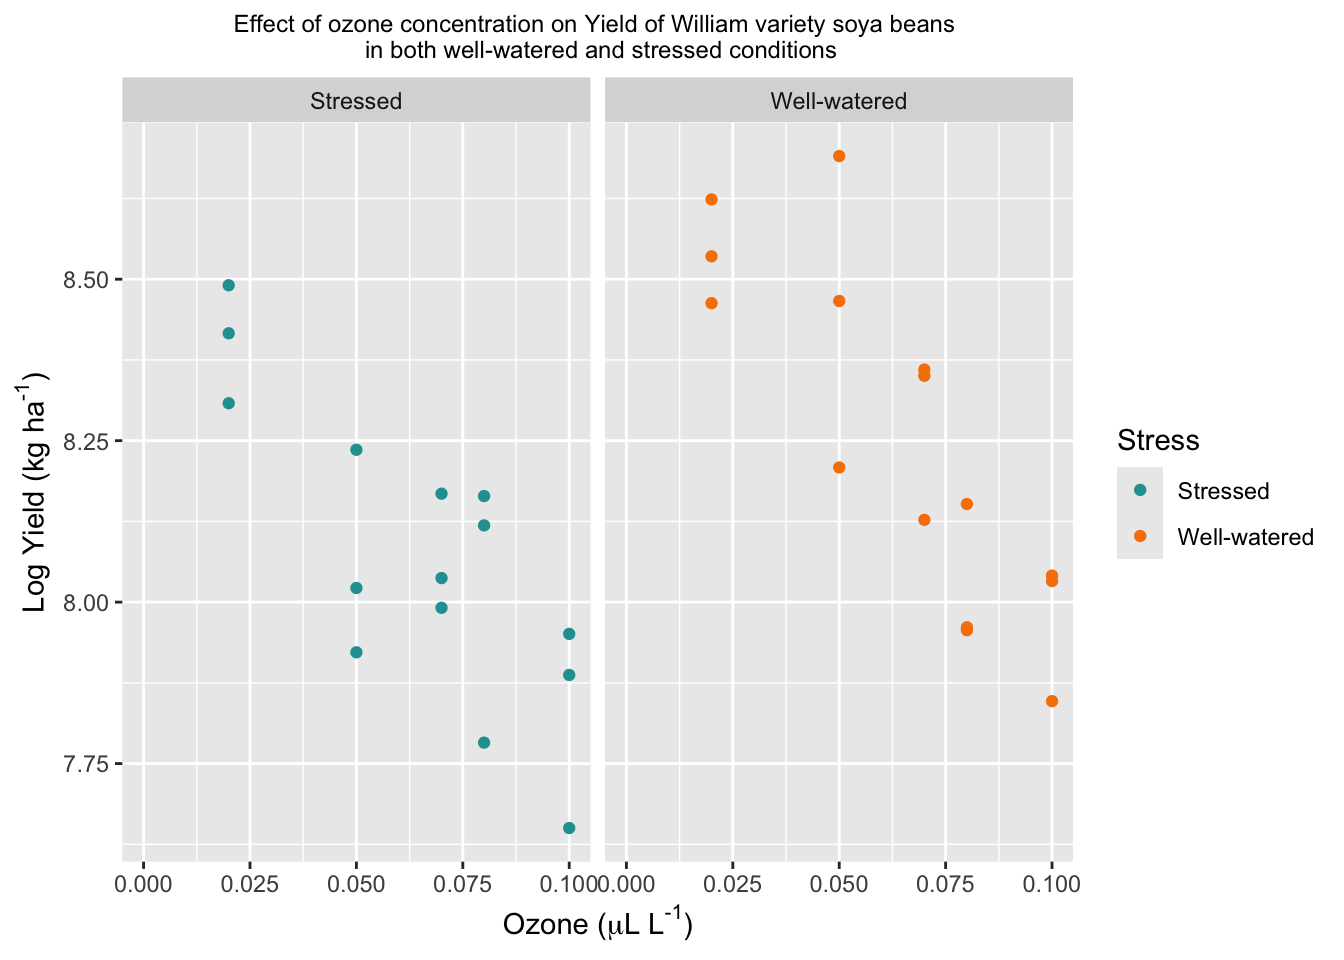 Effect of ozone concentration on Yield of William variety soya beans
in both well-watered and stressed conditions
Stressed
Well-watered
Log Yield (kg ha⁻¹)
8.50
8.25
8.00
7.75
0.000 0.025 0.050 0.075 0.100
0.000 0.025 0.050 0.075 0.100
Ozone (μL L⁻¹)
Stress
Stressed
Well-watered